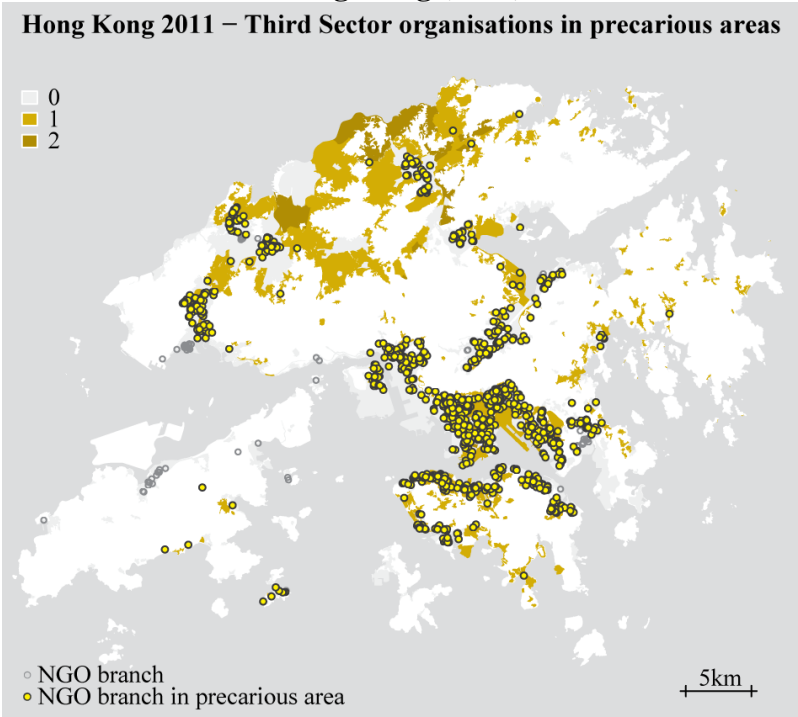 Hong Kong 2011 − Third Sector organisations in precarious areas
0
1
2
NGO branch
NGO branch in precarious area
5km